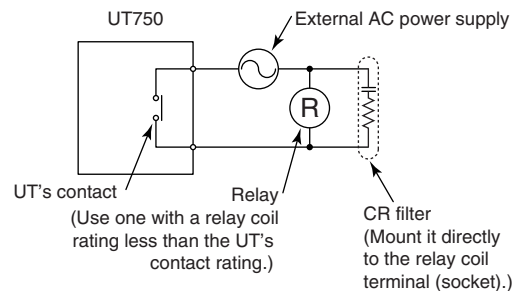 UT750
External AC power supply
R
UT's contact
Relay
(Use one with a relay coil
rating less than the UT's
contact rating.)
CR filter
(Mount it directly
to the relay coil
terminal (socket).)